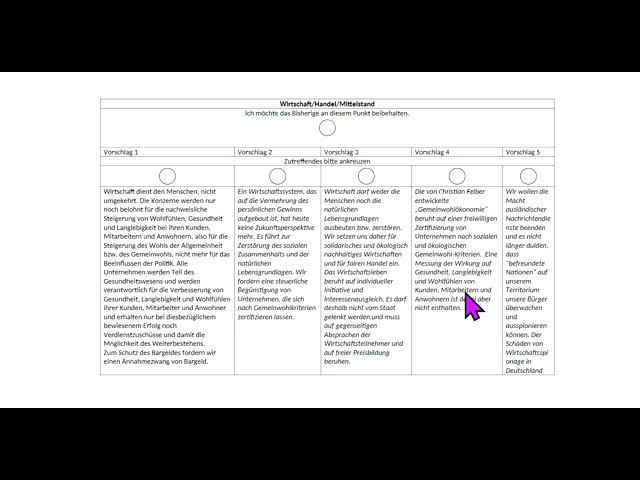 Wirtschaft/Handel/Mittelstand
Ich möchte das Bisherige an diesem Punkt beibehalten.
Vorschlag 1
Vorschlag 2
Vorschlag 3
Vorschlag 4
Vorschlag 5
Zutreffendes bitte ankreuzen
Wirtschaft dient den Menschen, nicht
umgekehrt. Die Konzerne werden nur
noch belohnt für die nachweisliche
Steigerung von Wohlfühlen, Gesundheit
und Langlebigkeit bei ihren Kunden,
Mitarbeitern und Anwohnern, also für die
Steigerung des Wohls der Allgemeinheit
bzw. des Gemeinwohls, nicht mehr für das
Beeinflussen der Politik. Alle
Unternehmen werden Teil des
Gesundheitswesens und werden
verantwortlich für die Verbesserung von
Gesundheit, Langlebigkeit und Wohlfühlen
ihrer Kunden, Mitarbeiter und Anwohner
und erhalten nur bei diesbezüglichem
bewiesenem Erfolg noch
Verdienstzuschüsse und damit die
Möglichkeit des Weiterbestehens.
Zum Schutz des Bargeldes fordern wir
einen Annahmezwang von Bargeld.
Ein Wirtschaftssystem, das
auf die Vermehrung des
persönlichen Gewinns
aufgebaut ist, hat heute
keine Zukunftsperspektive
mehr. Es führt zur
Zerstörung des sozialen
Zusammenhalts und der
natürlichen
Lebensgrundlagen. Wir
fordern eine steuerliche
Begünstigung von
Unternehmen, die sich
nach Gemeinwohlkriterien
zertifizieren lassen.
Wirtschaft darf weder die
Menschen noch die
natürlichen
Lebensgrundlagen
ausbeuten bzw. zerstören.
Wir setzen uns daher für
solidarisches und ökologisch
nachhaltiges Wirtschaften
und für fairen Handel ein.
Das Wirtschaftsleben
beruht auf individueller
Initiative und
Interessenausgleich. Es darf
deshalb nicht vom Staat
gelenkt werden und muss
auf gegenseitigen
Absprachen der
Wirtschaftsteilnehmer und
auf freier Preisbildung
beruhen.
Die von Christian Felber
entwickelte
„Gemeinwohlökonomie“
beruht auf einer freiwilligen
Zertifizierung von
Unternehmen nach sozialen
und ökologischen
Gemeinwohl-Kriterien. Eine
Messung der Wirkung auf
Gesundheit, Langlebigkeit
und Wohlfühlen von
Kunden, Mitarbeitern und
Anwohnern ist aber
nicht enthalten.
Wir wollen die
Macht
ausländischer
Nachrichtendie
nste beenden
und es nicht
länger dulden,
dass
"befreundete
Nationen" auf
unserem
Territorium
unsere Bürger
überwachen
und
ausspionieren
können. Der
Schaden von
Wirtschaftsspi
onage in
Deutschland